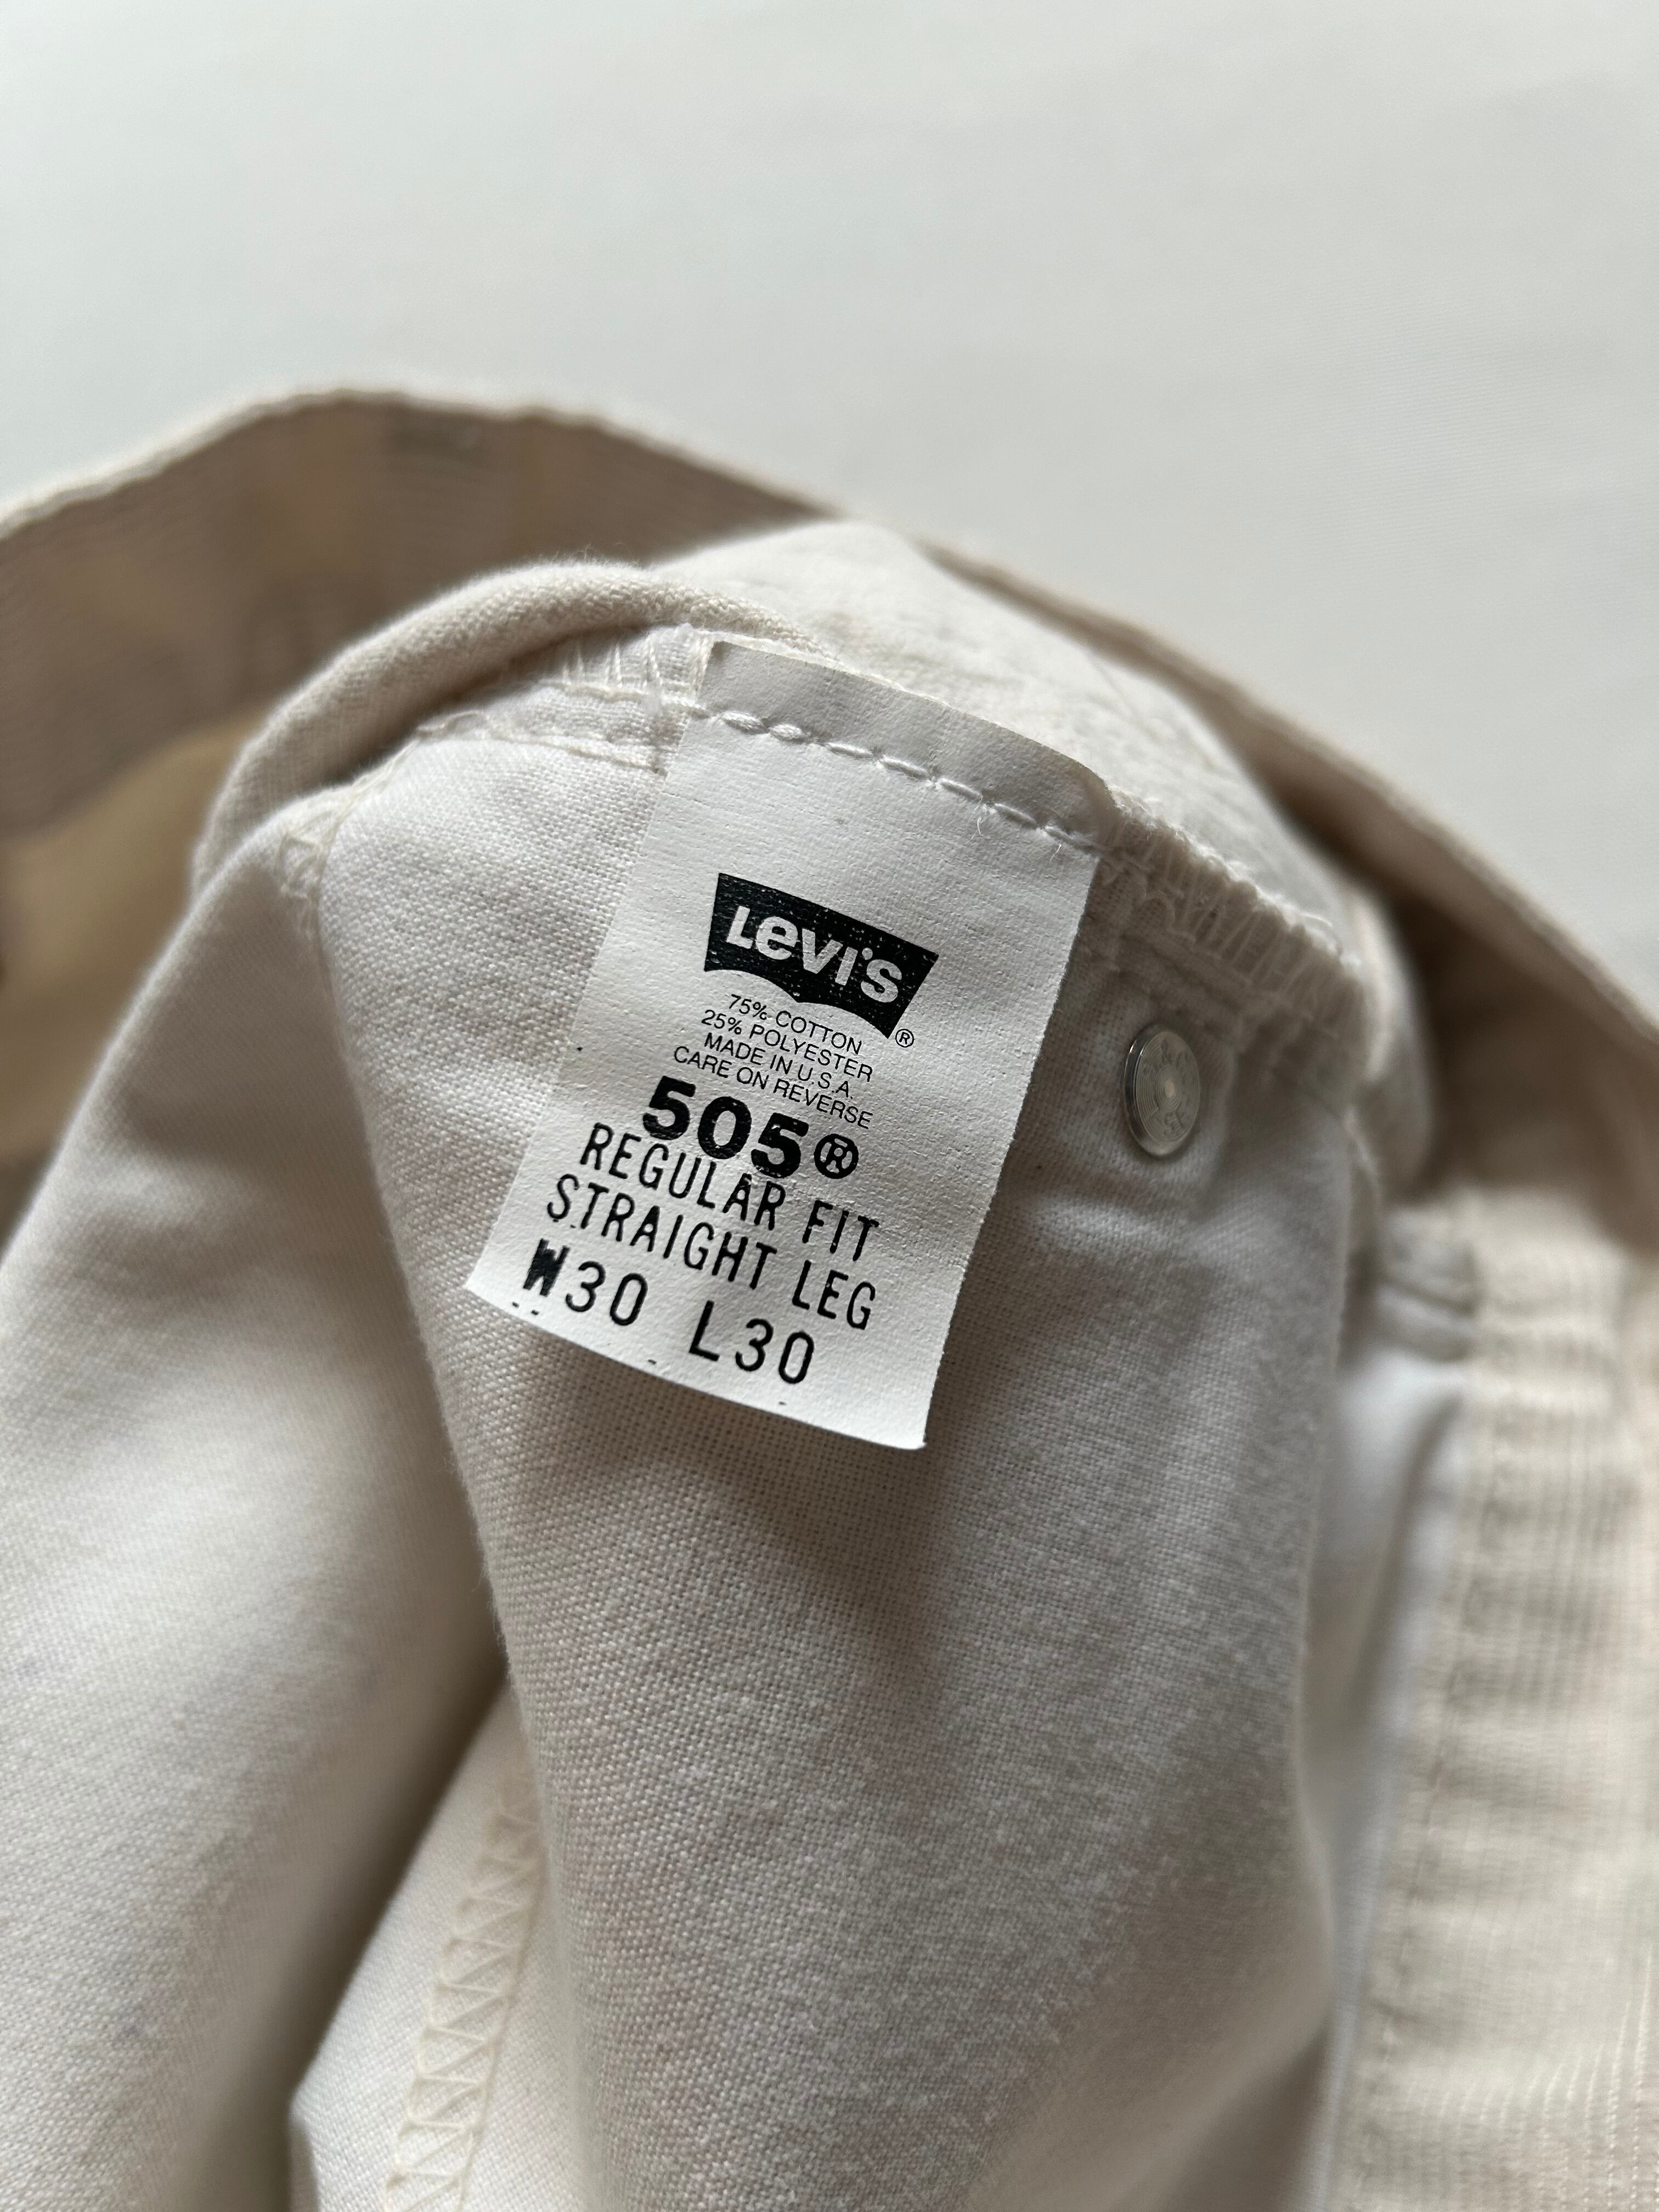 Levi's®
75% COTTON
25% POLYESTER
MADE IN U.S.A.
CARE ON REVERSE
505®
REGULAR FIT
STRAIGHT LEG
W30 L30